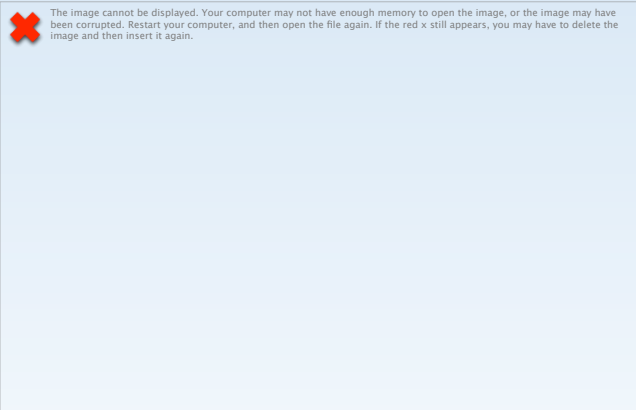 The image cannot be displayed. Your computer may not have enough memory to open the image, or the image may have
been corrupted. Restart your computer, and then open the file again. If the red x still appears, you may have to delete the
image and then insert it again.